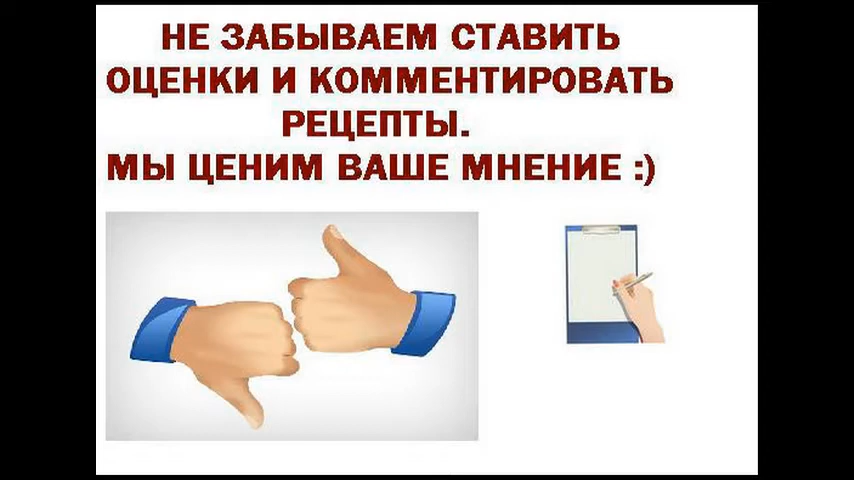 НЕ ЗАБЫВАЕМ СТАВИТЬ
ОЦЕНКИ И КОММЕНТИРОВАТЬ
РЕЦЕПТЫ.
МЫ ЦЕНИМ ВАШЕ МНЕНИЕ :)